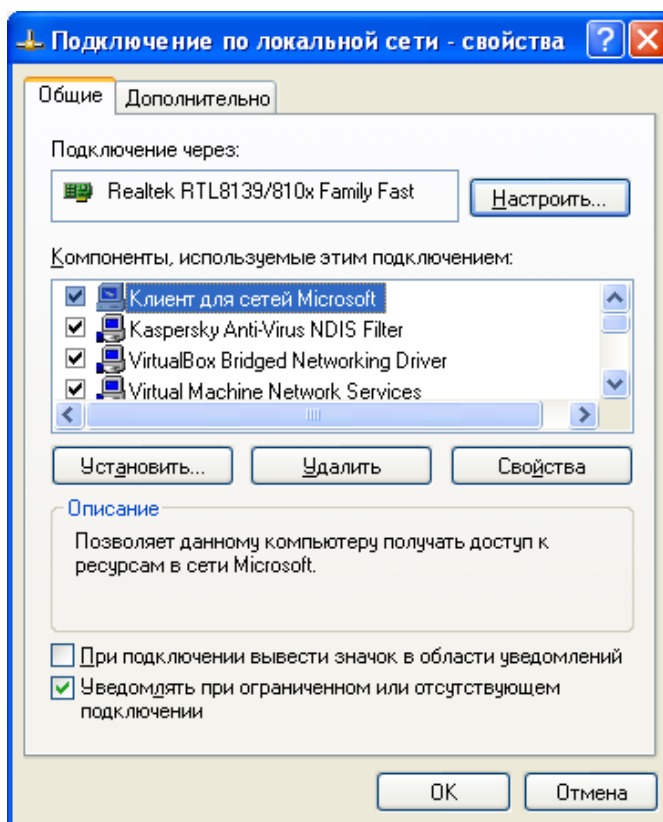 Подключение по локальной сети - свойства
Общие
Дополнительно
Подключение через:
Realtek RTL8139/810x Family Fast
Настроить...
Компоненты, используемые этим подключением:
Клиент для сетей Microsoft
Kaspersky Anti-Virus NDIS Filter
VirtualBox Bridged Networking Driver
Virtual Machine Network Services
Установить...
Удалить
Свойства
Описание
Позволяет данному компьютеру получать доступ к
ресурсам в сети Microsoft.
При подключении вывести значок в области уведомлений
Уведомлять при ограниченном или отсутствующем
подключении
OK
Отмена